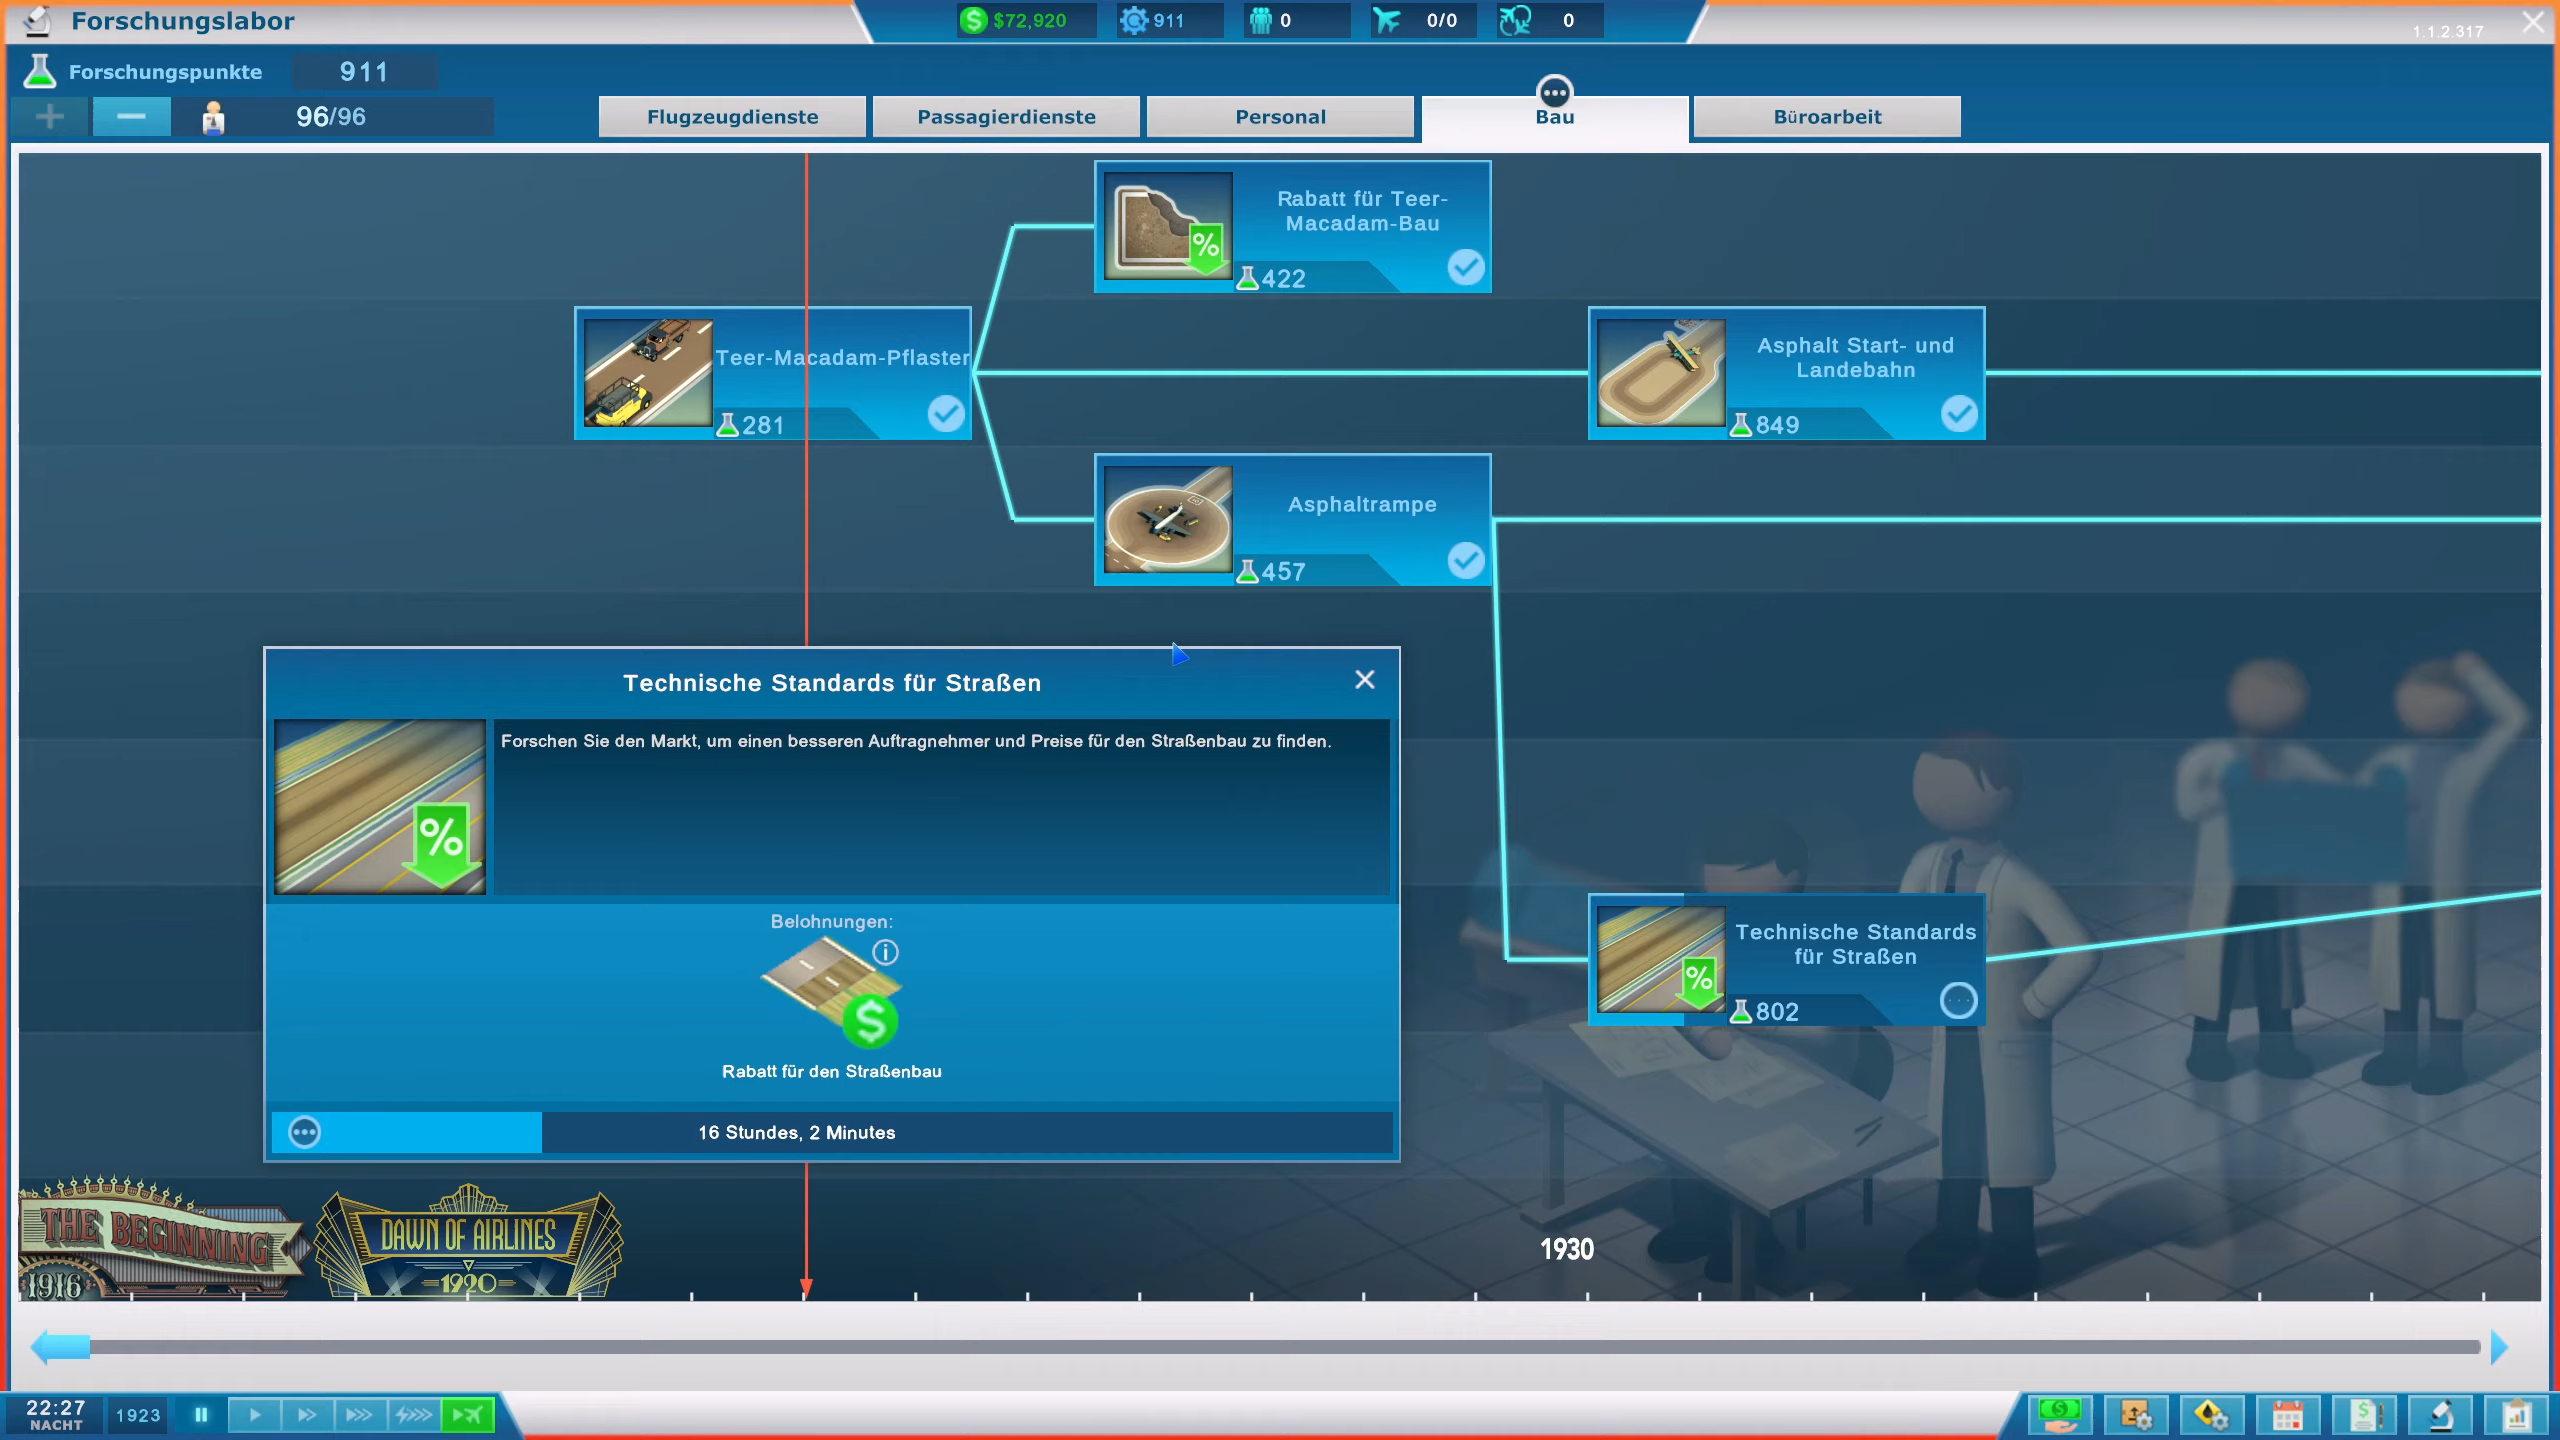 Forschungslabor
$72,920
911
0
0/0
0
1.1.2.317
Forschungspunkte
911
96/96
Flugzeugdienste
Passagierdienste
Personal
Bau
Büroarbeit
Rabatt für Teer-
Macadam-Bau
%
422
Teer-Macadam-Pflaster
281
Asphalt Start- und
Landebahn
849
Asphaltrampe
457
Technische Standards für Straßen
Forschen Sie den Markt, um einen besseren Auftragnehmer und Preise für den Straßenbau zu finden.
%
Belohnungen:
$
Rabatt für den Straßenbau
16 Stundes, 2 Minutes
Technische Standards
für Straßen
%
802
THE BEGINNING
1916
DAWN OF AIRLINES
1920
1930
22:27
NACHT
1923